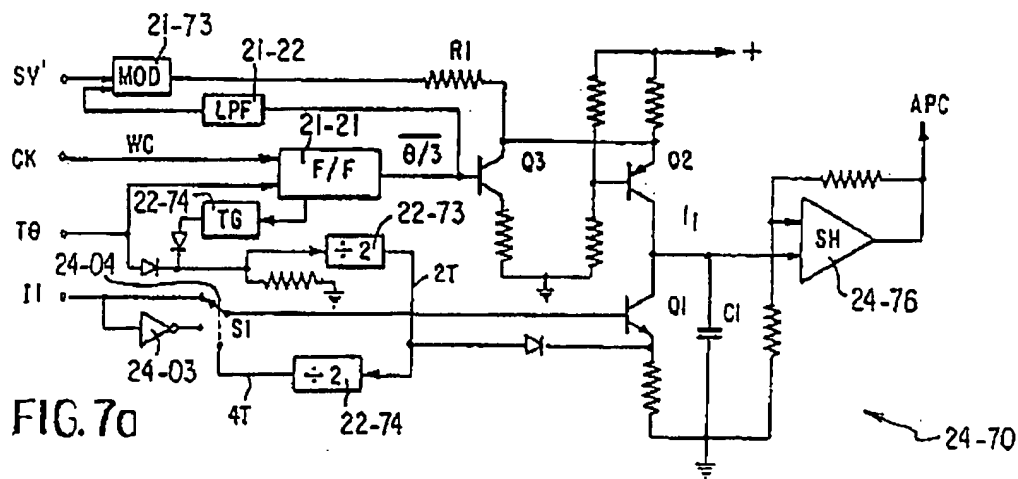 21-73
21-22
SY'
MOD
R1
+
LPF
21-21
APC
CK
WC
F/F
θ/3
Q3
Q2
22-74
TG
22-73
Tθ
÷2
I1
SH
24-04
2T
24-76
I1
S1
Q1
C1
24-03
÷2
4T
22-74
FIG. 7a
24-70